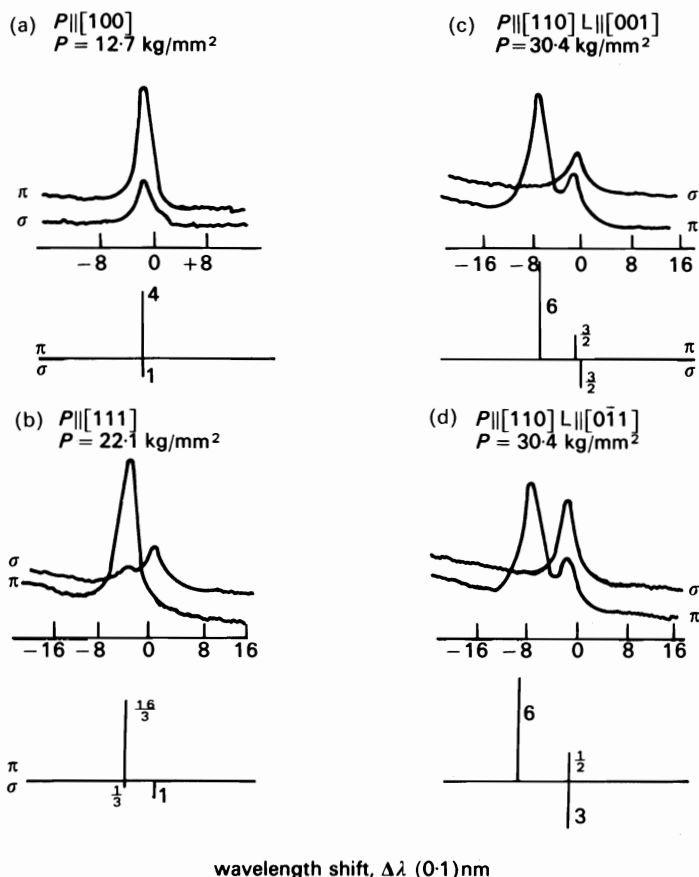 (a) P||[100]
P = 12·7 kg/mm²
π
σ
−8 0 +8
4
π
σ
1
(c) P||[110] L||[001]
P = 30·4 kg/mm²
σ
π
−16 −8 0 8 16
6
3/2
π
σ
3/2
(b) P||[111]
P = 22·1 kg/mm²
σ
π
−16 −8 0 8 16
16/3
π
σ
1/3
1
(d) P||[110] L||[01̄1]
P = 30·4 kg/mm²
σ
π
−16 −8 0 8 16
6
1/2
3
wavelength shift, Δλ (0·1)nm